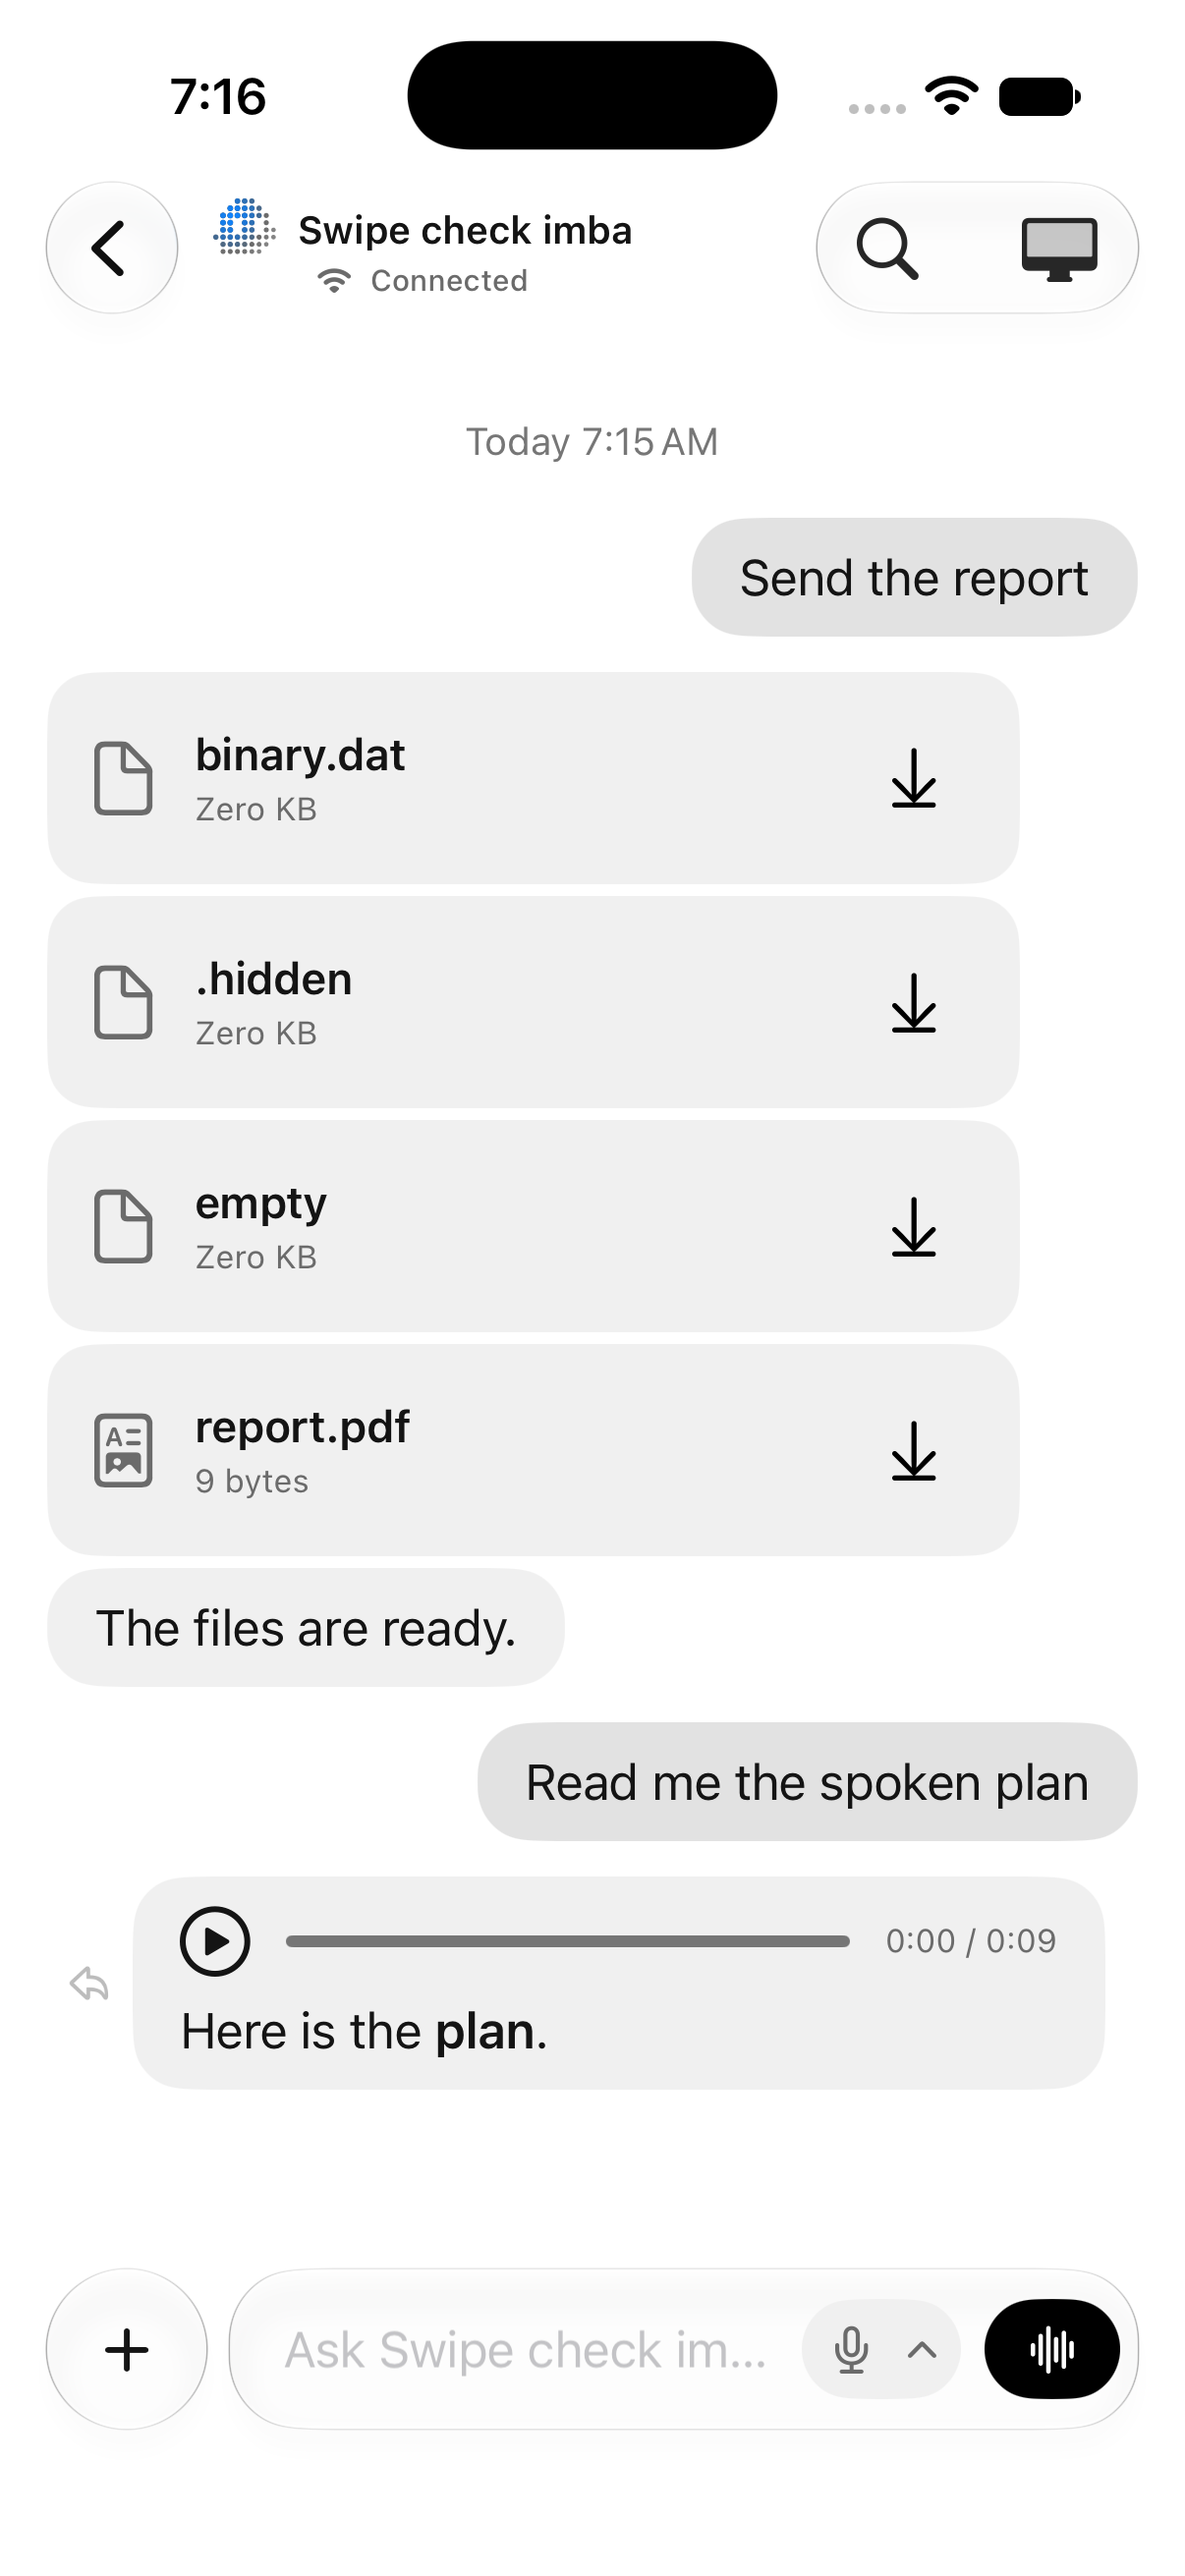 7:16
Swipe check imba
Connected
Today 7:15 AM
Send the report
binary.dat
Zero KB
.hidden
Zero KB
empty
Zero KB
report.pdf
9 bytes
The files are ready.
Read me the spoken plan
0:00 / 0:09
Here is the plan.
Ask Swipe check im...